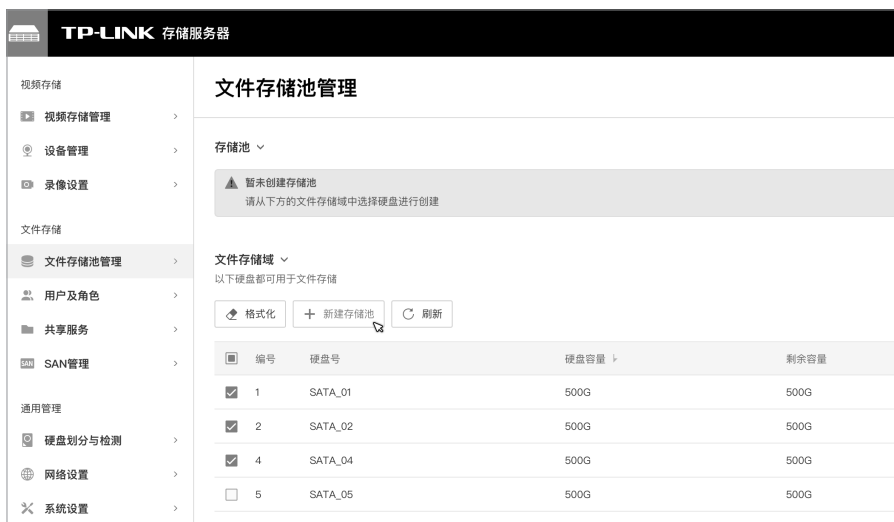 TP-LINK 存储服务器
视频存储
视频存储管理
设备管理
录像设置
文件存储
文件存储池管理
用户及角色
共享服务
SAN SAN管理
通用管理
硬盘划分与检测
网络设置
系统设置
文件存储池管理
存储池
暂未创建存储池
请从下方的文件存储域中选择硬盘进行创建
文件存储域
以下硬盘都可用于文件存储
格式化 新建存储池 刷新
编号 硬盘号 硬盘容量 剩余容量
1 SATA_01 500G 500G
2 SATA_02 500G 500G
4 SATA_04 500G 500G
5 SATA_05 500G 500G